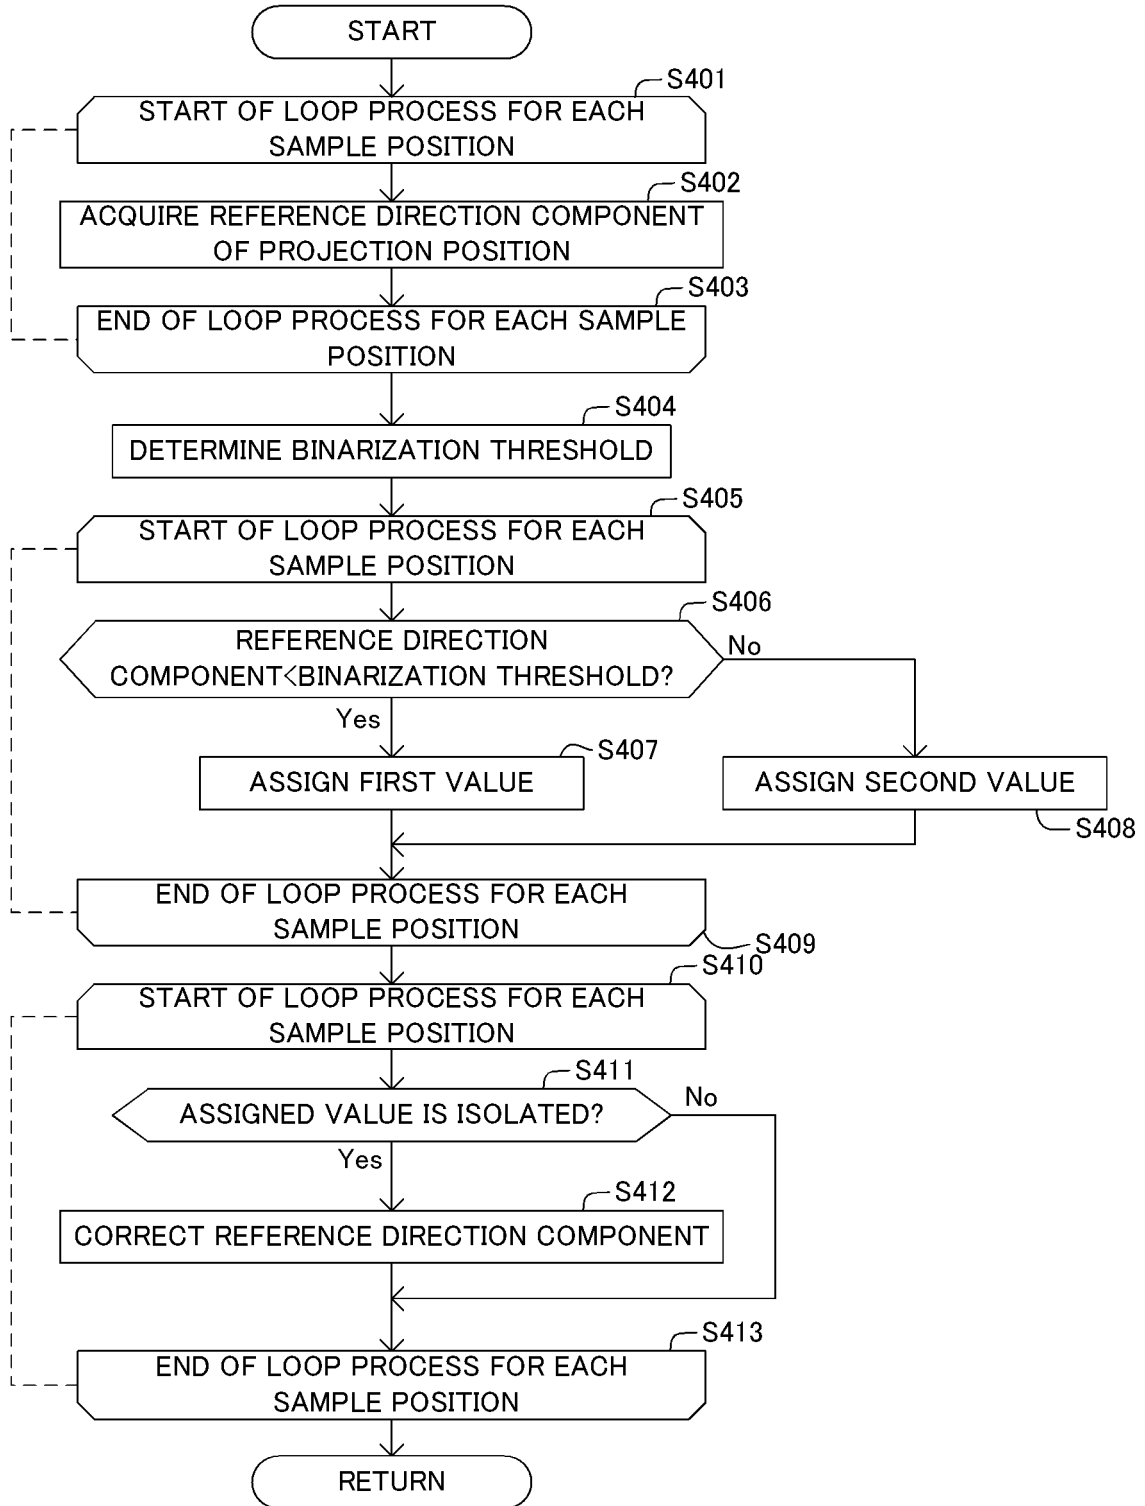 START
S401
START OF LOOP PROCESS FOR EACH
SAMPLE POSITION
S402
ACQUIRE REFERENCE DIRECTION COMPONENT
OF PROJECTION POSITION
S403
END OF LOOP PROCESS FOR EACH SAMPLE
POSITION
S404
DETERMINE BINARIZATION THRESHOLD
S405
START OF LOOP PROCESS FOR EACH
SAMPLE POSITION
S406
REFERENCE DIRECTION
COMPONENT<BINARIZATION THRESHOLD?
No
Yes
S407
ASSIGN FIRST VALUE
ASSIGN SECOND VALUE
S408
END OF LOOP PROCESS FOR EACH
SAMPLE POSITION
S409
S410
START OF LOOP PROCESS FOR EACH
SAMPLE POSITION
S411
ASSIGNED VALUE IS ISOLATED?
No
Yes
S412
CORRECT REFERENCE DIRECTION COMPONENT
S413
END OF LOOP PROCESS FOR EACH
SAMPLE POSITION
RETURN